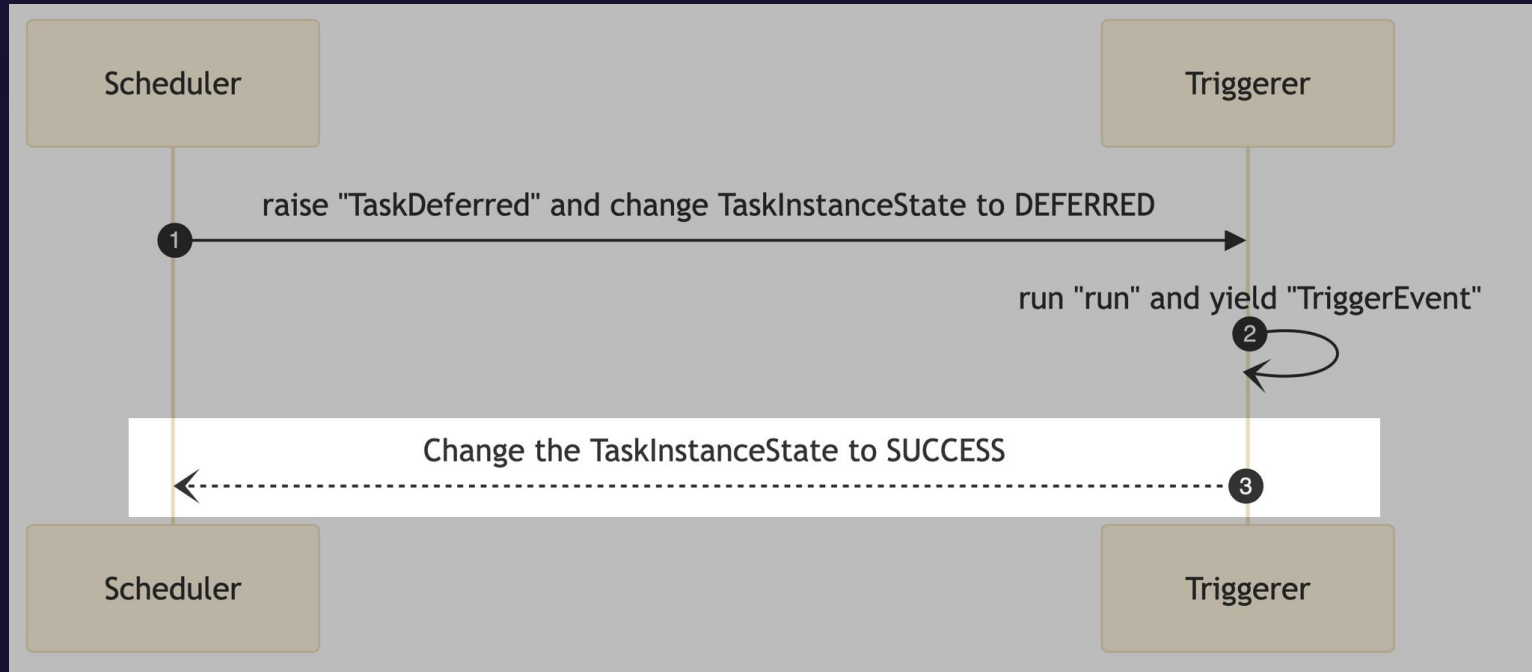 Scheduler
Triggerer
raise "TaskDeferred" and change TaskInstanceState to DEFERRED
1
run "run" and yield "TriggerEvent"
2
Change the TaskInstanceState to SUCCESS
3
Scheduler
Triggerer